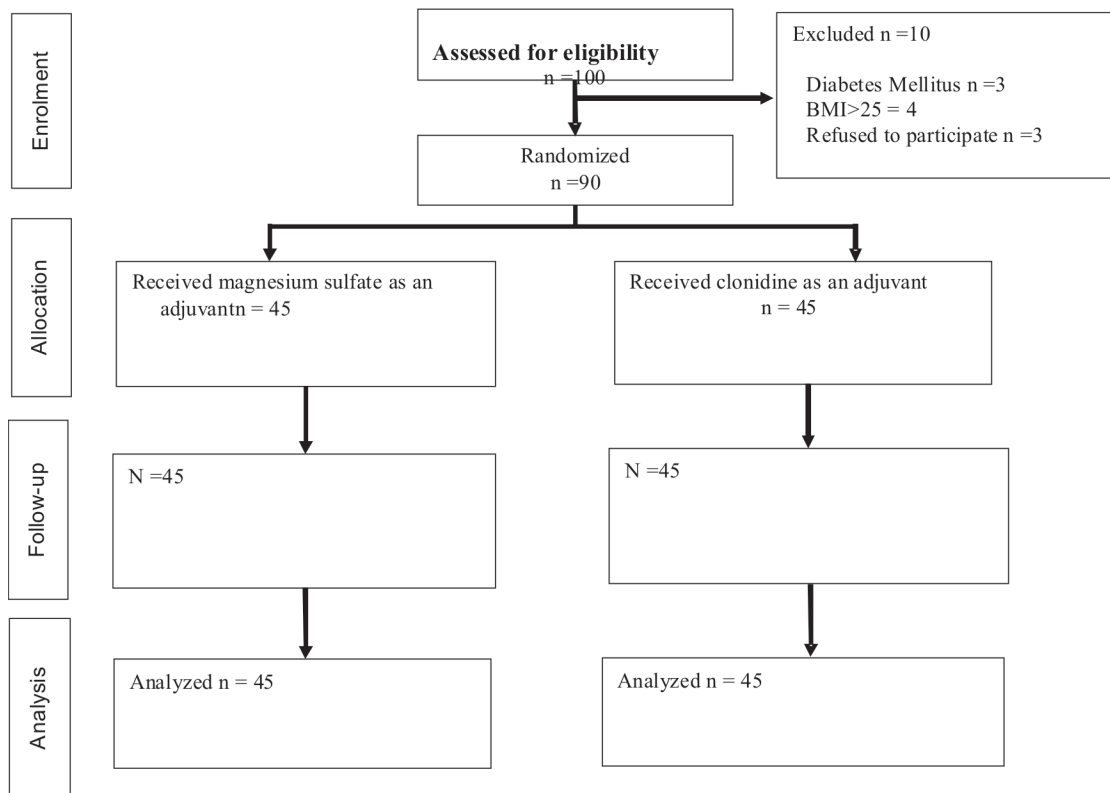 Enrolment
Assessed for eligibility
n =100
Excluded n =10
Diabetes Mellitus n =3
BMI>25 = 4
Refused to participate n =3
Randomized
n =90
Allocation
Received magnesium sulfate as an
adjuvantn = 45
Received clonidine as an adjuvant
n = 45
Follow-up
N =45
N =45
Analysis
Analyzed n = 45
Analyzed n = 45